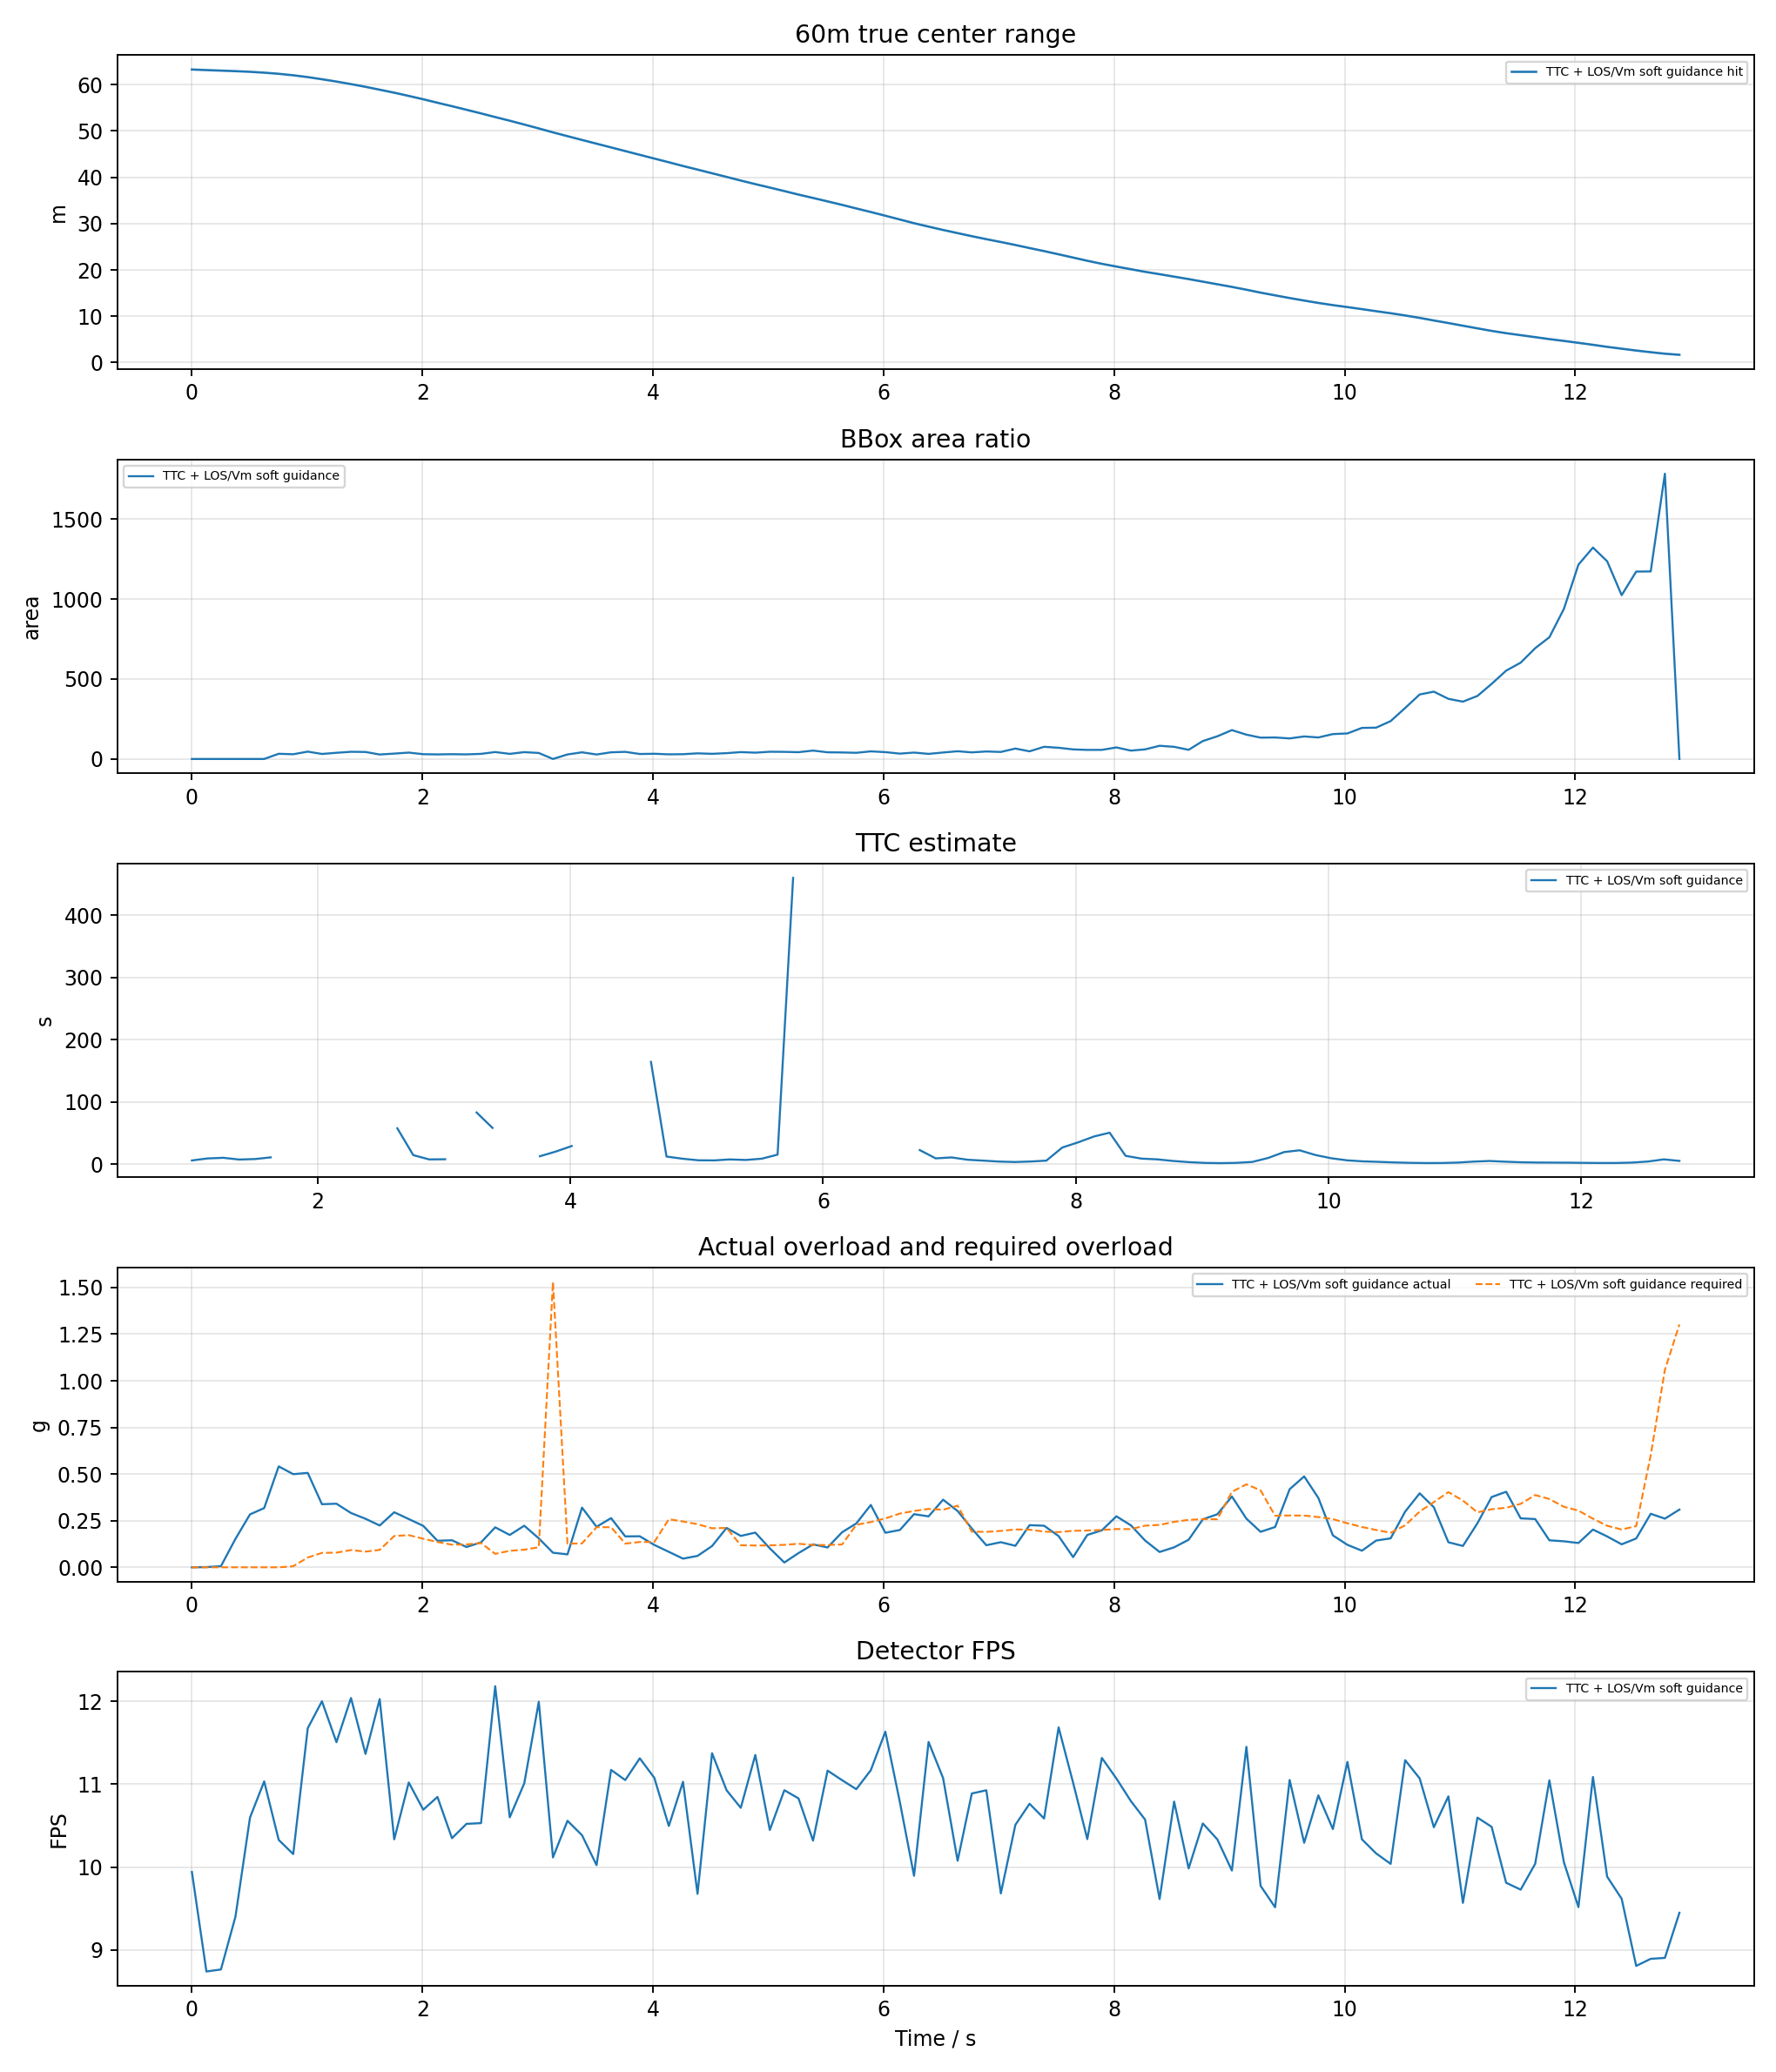 60m true center range
TTC + LOS/Vm soft guidance hit
60
50
40
30
20
10
0
m
0 2 4 6 8 10 12
BBox area ratio
TTC + LOS/Vm soft guidance
1500
1000
500
0
area
0 2 4 6 8 10 12
TTC estimate
TTC + LOS/Vm soft guidance
400
300
200
100
0
s
2 4 6 8 10 12
Actual overload and required overload
TTC + LOS/Vm soft guidance actual TTC + LOS/Vm soft guidance required
1.50
1.25
1.00
0.75
0.50
0.25
0.00
g
0 2 4 6 8 10 12
Detector FPS
TTC + LOS/Vm soft guidance
12
11
10
9
FPS
0 2 4 6 8 10 12
Time / s